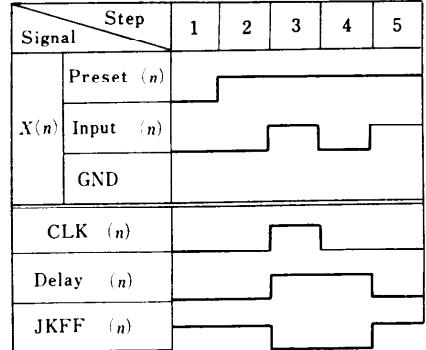 Step
Signal
1 2 3 4 5
X(n)
Preset (n)
Input (n)
GND
CLK (n)
Delay (n)
JKFF (n)